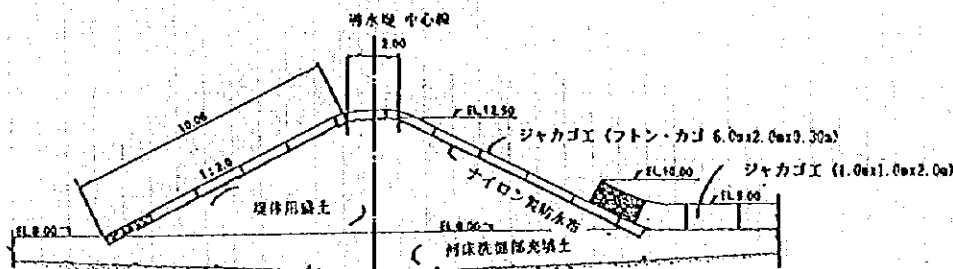 導水堤 中心線
2.00
10.06
EL 12.50
ジャカゴエ (フトン・カゴ 6.0m×2.0m×0.30m)
1:2.0
EL 10.00
ジャカゴエ (1.0m×1.0m×2.0m)
ナイロン製防水布
EL 9.00
堤体用盛土
EL 8.00
EL 8.00
河床洗掘部充填土